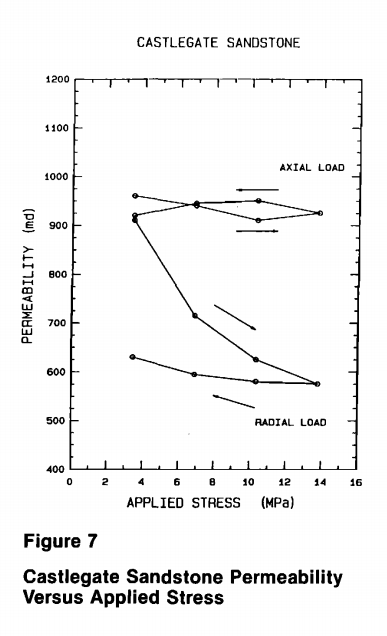 CASTLEGATE SANDSTONE
1200
1100
1000
900
800
700
600
500
400
PERMEABILITY (md)
AXIAL LOAD
RADIAL LOAD
0 2 4 6 8 10 12 14 16
APPLIED STRESS (MPa)
Figure 7
Castlegate Sandstone Permeability
Versus Applied Stress